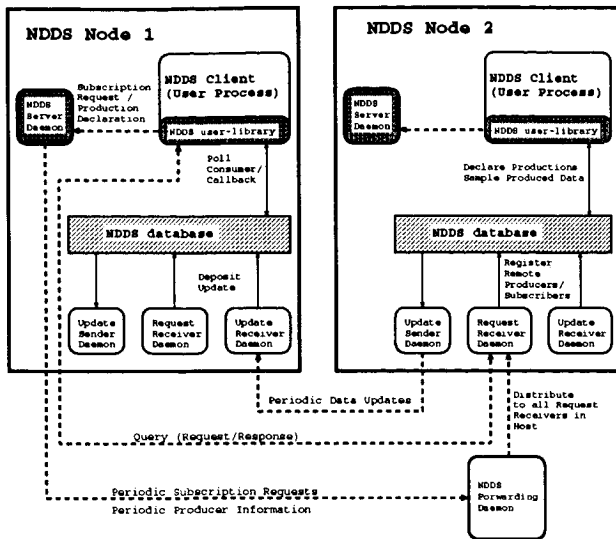 NDDS Node 1
NDDS Client
(User Process)
NDDS user-library
Subscription
Request /
Production
Declaration
NDDS
Server
Daemon
Poll
Consumer/
Callback
NDDS database
Deposit
Update
Update
Sender
Daemon
Request
Receiver
Daemon
Update
Receiver
Daemon
NDDS Node 2
NDDS Client
(User Process)
NDDS user-library
NDDS
Server
Daemon
Declare Productions
Sample Produced Data
NDDS database
Register
Remote
Producers/
Subscribers
Update
Sender
Daemon
Request
Receiver
Daemon
Update
Receiver
Daemon
Periodic Data Updates
Distribute
to all Request
Receivers in
Host
Query (Request/Response)
NDDS
Forwarding
Daemon
Periodic Subscription Requests
Periodic Producer Information